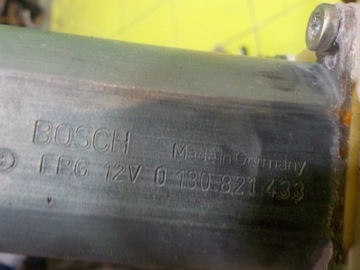 BOSCH Made in Germany
FPG 12V 0 130 821 433